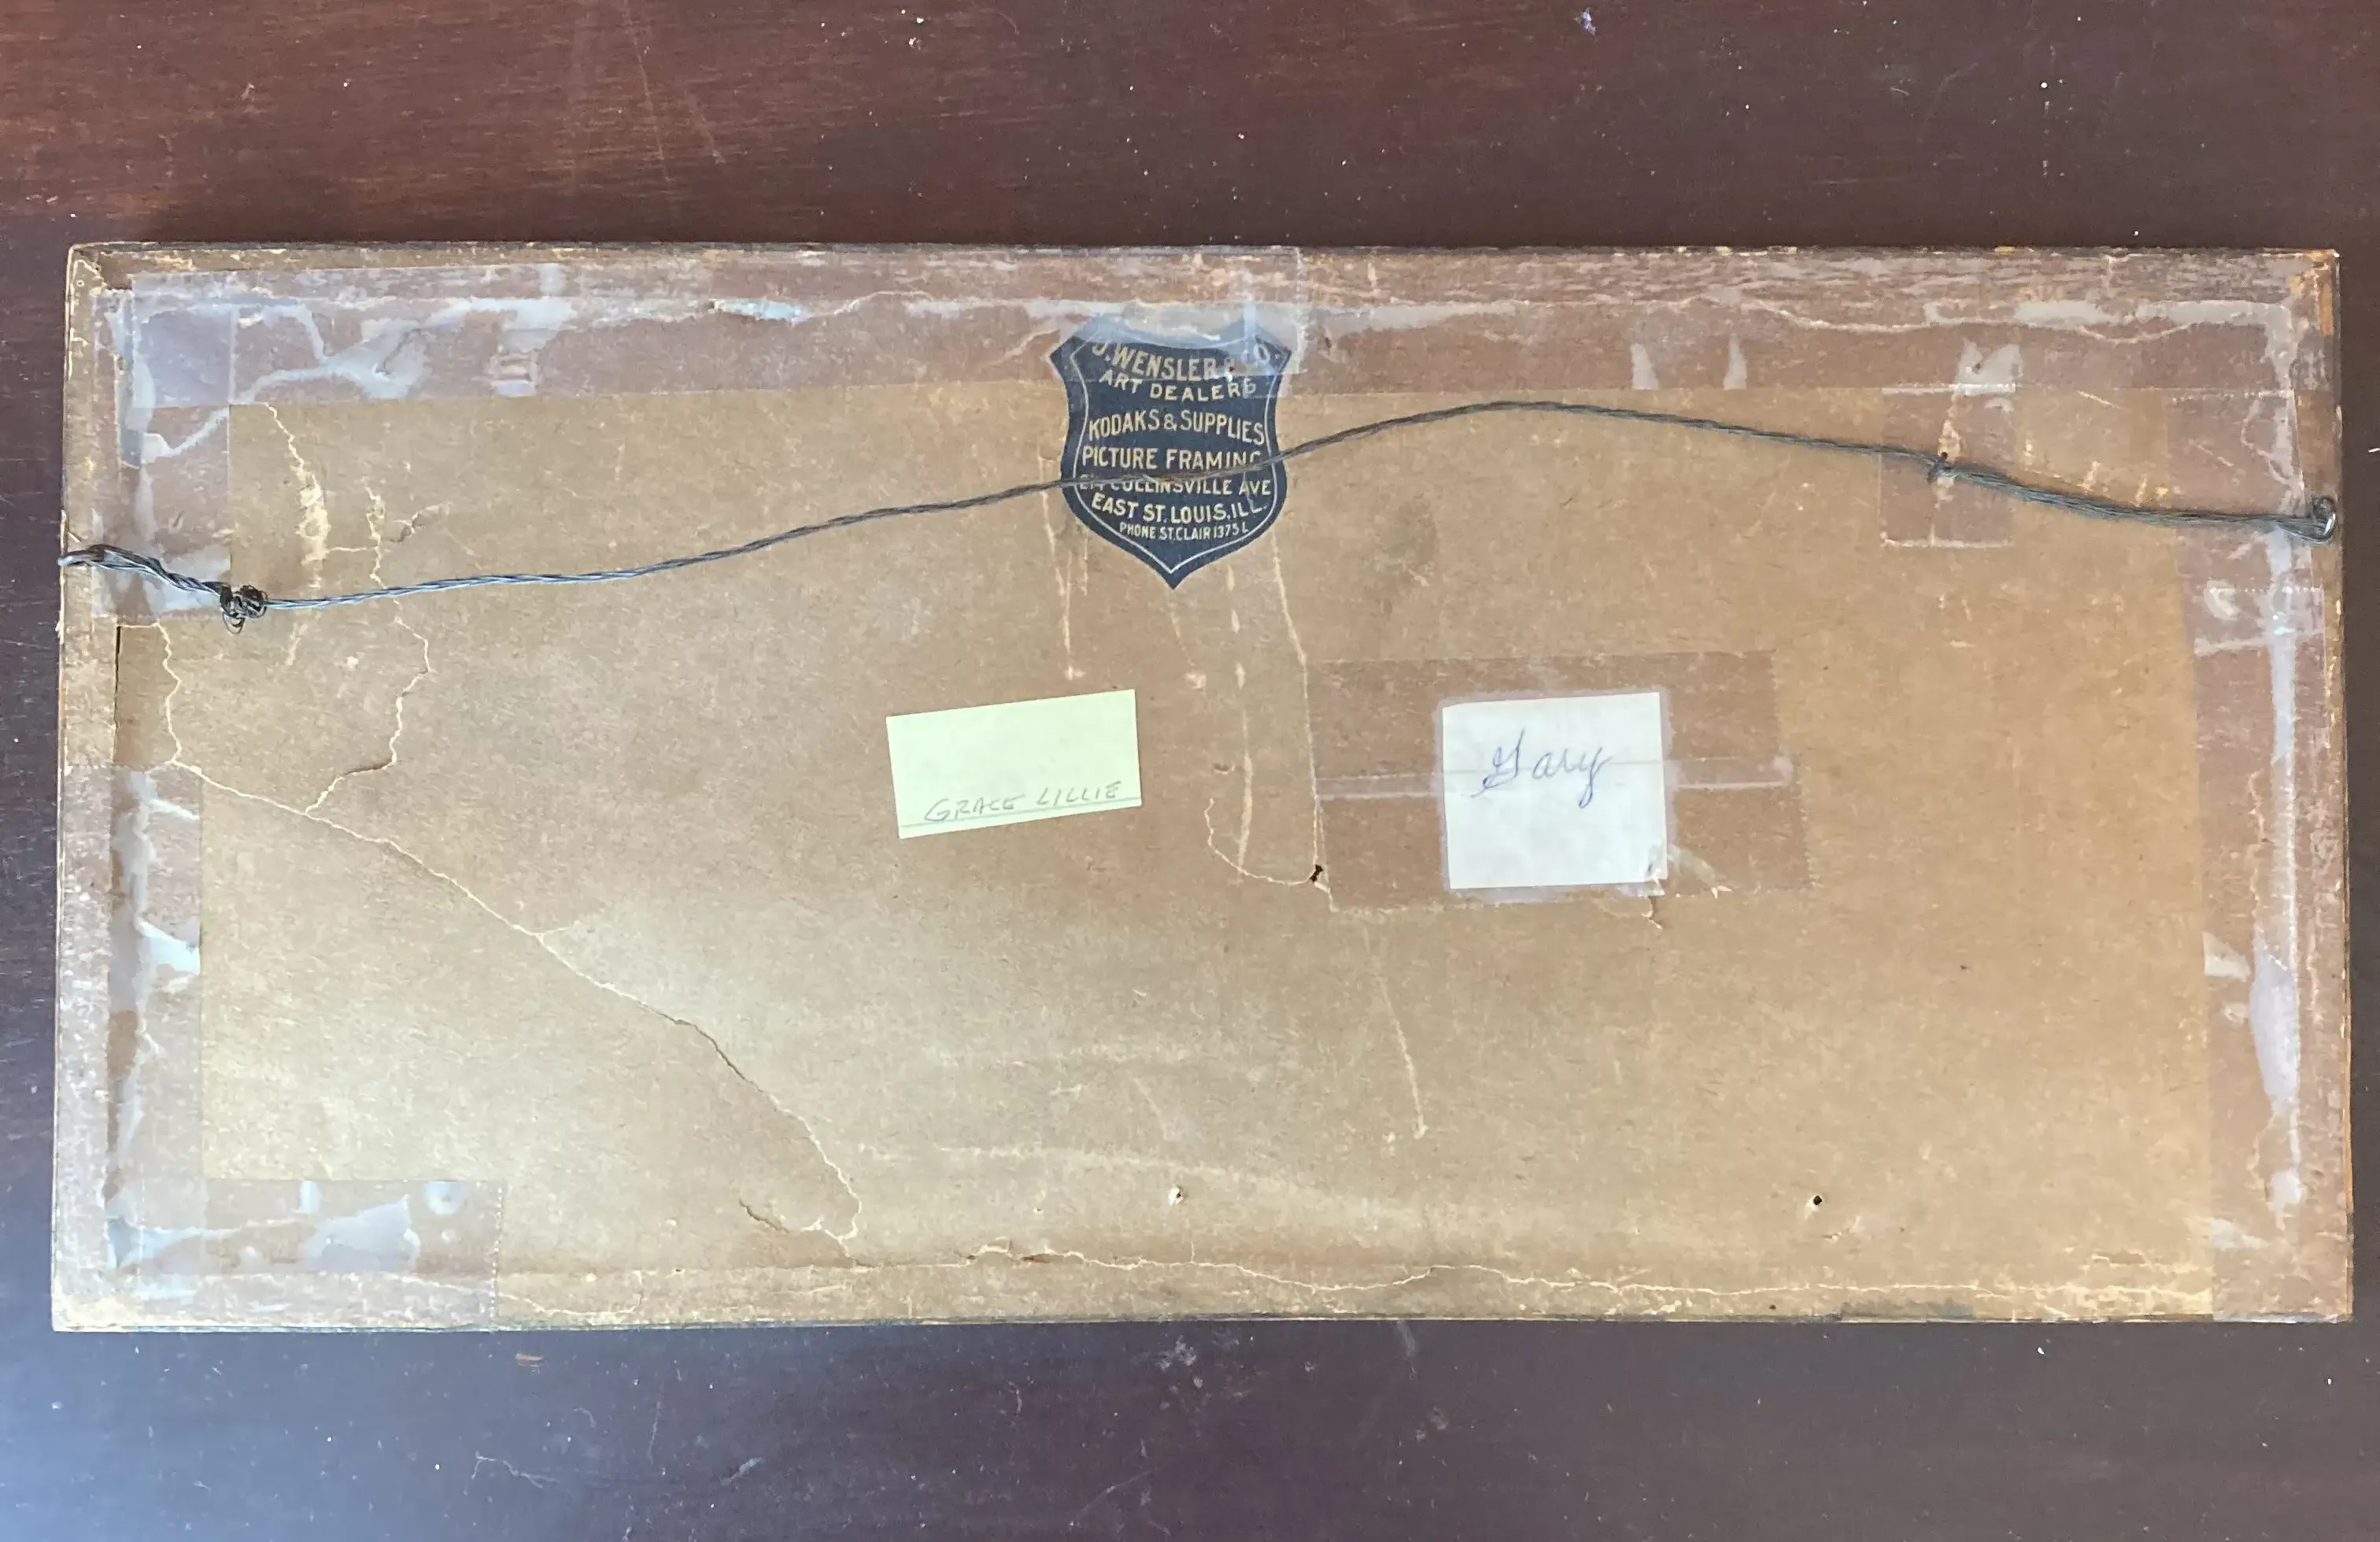 J. WENSLER & CO.
ART DEALERS
KODAKS & SUPPLIES
PICTURE FRAMING
COLLINSVILLE AVE
EAST ST. LOUIS, ILL.
PHONE ST. CLAIR 1375 L
GRACE LILLIE
Gary